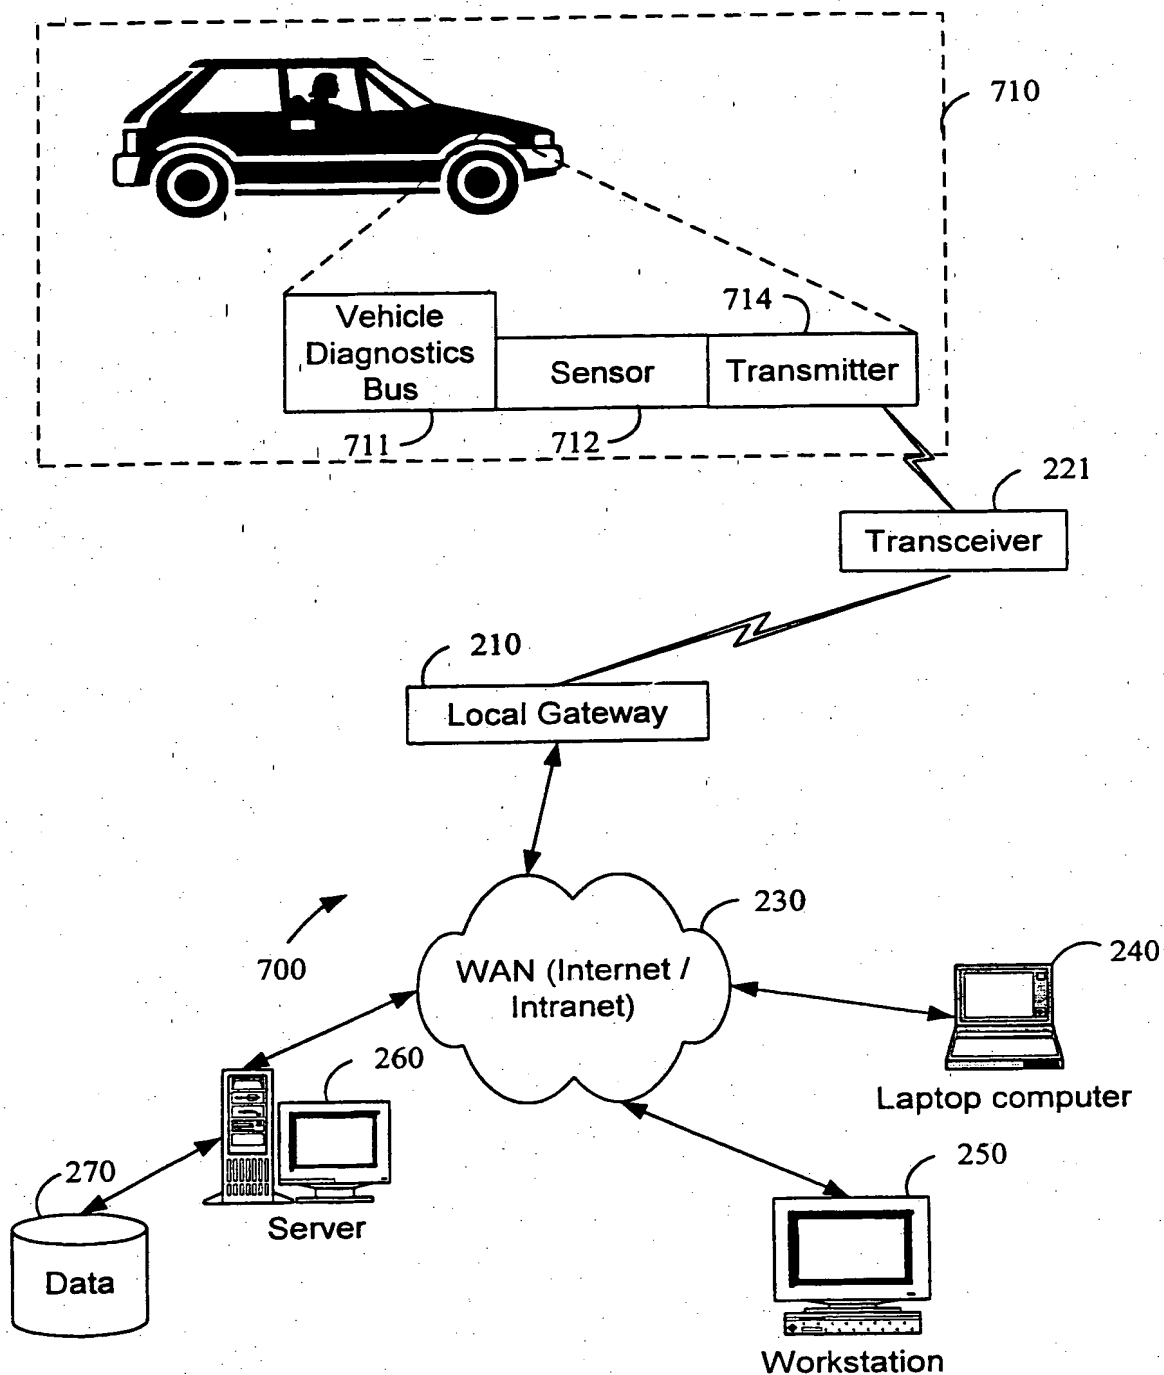 710
714
Vehicle
Diagnostics
Bus
Sensor
Transmitter
711
712
221
Transceiver
210
Local Gateway
230
700
WAN (Internet /
Intranet)
240
260
Laptop computer
250
270
Server
Data
Workstation